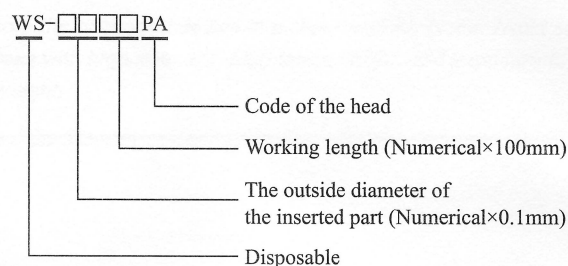 WS-□□□□PA
Code of the head
Working length (Numerical×100mm)
The outside diameter of
the inserted part (Numerical×0.1mm)
Disposable